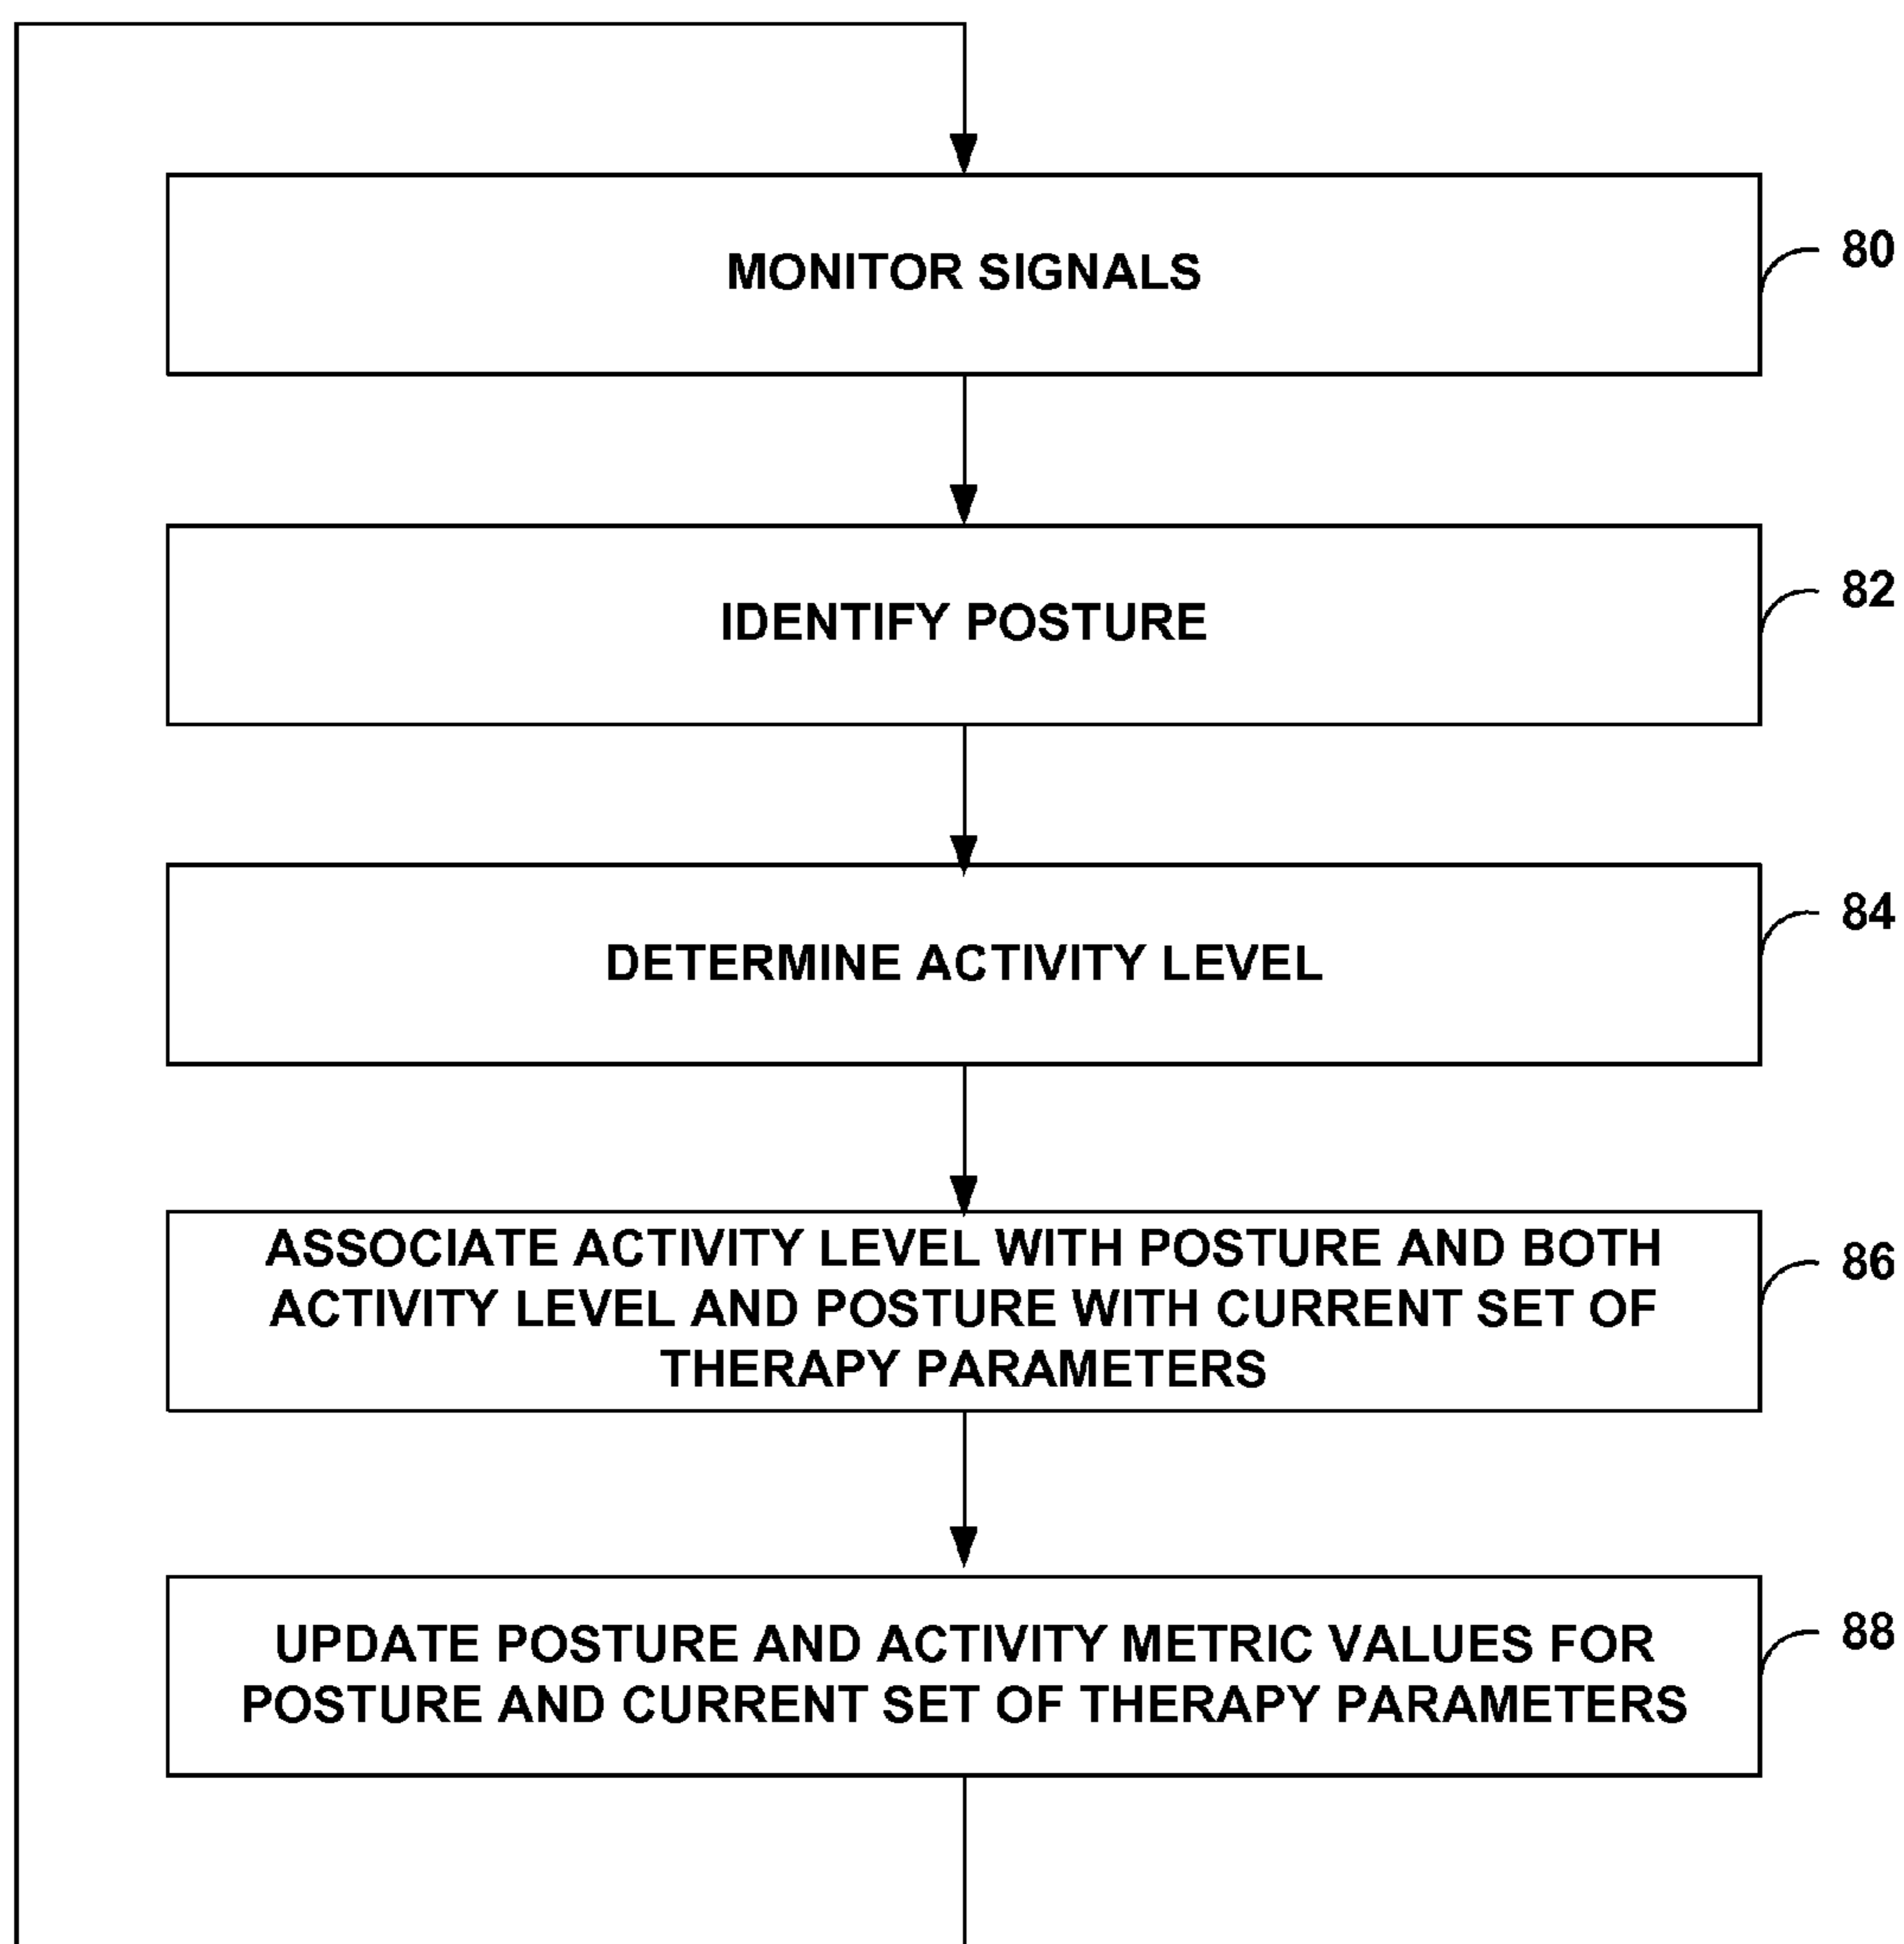 MONITOR SIGNALS
80
IDENTIFY POSTURE
82
DETERMINE ACTIVITY LEVEL
84
ASSOCIATE ACTIVITY LEVEL WITH POSTURE AND BOTH
ACTIVITY LEVEL AND POSTURE WITH CURRENT SET OF
THERAPY PARAMETERS
86
UPDATE POSTURE AND ACTIVITY METRIC VALUES FOR
POSTURE AND CURRENT SET OF THERAPY PARAMETERS
88